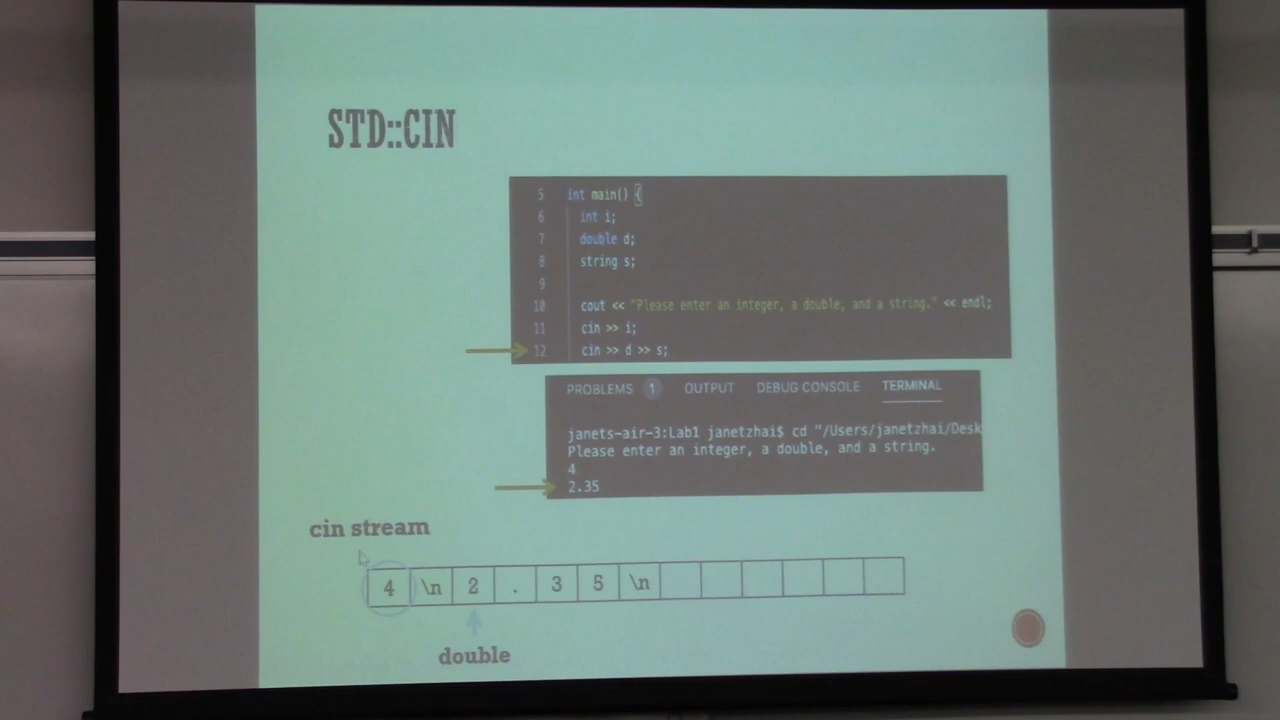 STD::CIN
5 int main() {
6 int i;
7 double d;
8 string s;
9
10 cout << "Please enter an integer, a double, and a string." << endl;
11 cin >> i;
12 cin >> d >> s;
PROBLEMS 1 OUTPUT DEBUG CONSOLE TERMINAL
janets-air-3:Lab1 janetzhai$ cd "/Users/janetzhai/Desk
Please enter an integer, a double, and a string.
4
2.35
cin stream
4 \n 2 . 3 5 \n
double